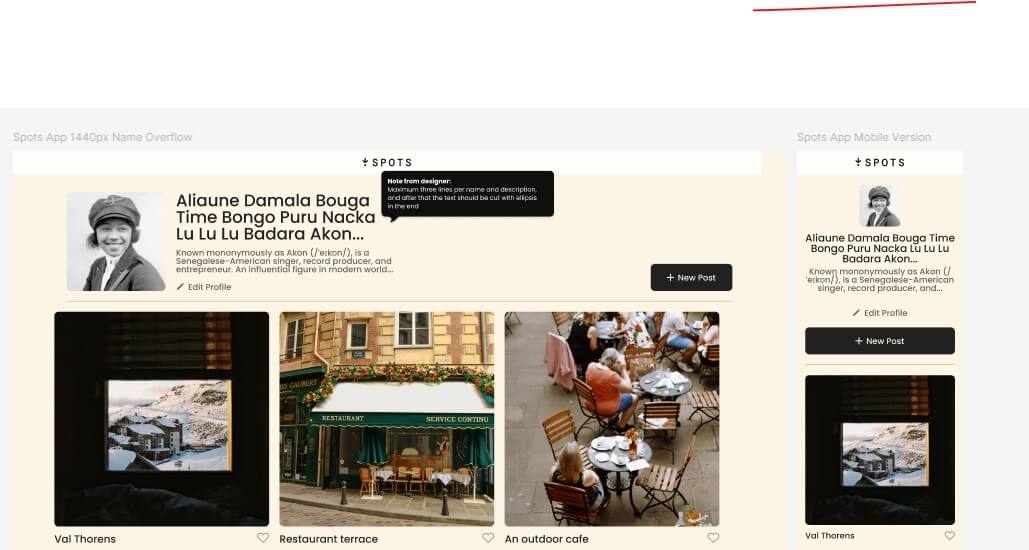 Spots App 1440px Name Overflow
Spots App Mobile Version
SPOTS
Note from designer:
Maximum three lines per name and description,
and after that the text should be cut with ellipsis
in the end
Aliaune Damala Bouga
Time Bongo Puru Nacka
Lu Lu Lu Badara Akon...
Known mononymously as Akon (/ˈeɪkɒn/), is a
Senegalese-American singer, record producer, and
entrepreneur. An influential figure in modern world...
Edit Profile
+ New Post
GAUBERT
RESTAURANT
SERVICE CONTINU
Val Thorens
Restaurant terrace
An outdoor cafe
SPOTS
Aliaune Damala Bouga Time
Bongo Puru Nacka Lu Lu Lu
Badara Akon...
Known mononymously as Akon (/
ˈeɪkɒn/), is a Senegalese-American
singer, record producer, and...
Edit Profile
+ New Post
Val Thorens